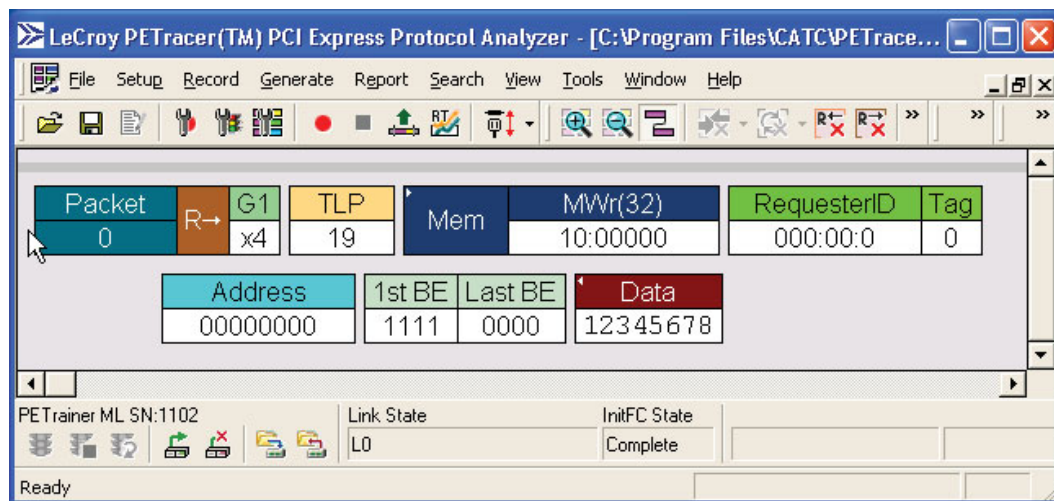 LeCroy PETracer(TM) PCI Express Protocol Analyzer - [C:\Program Files\CATC\PETrace...
File Setup Record Generate Report Search View Tools Window Help
Packet R→ G1 TLP Mem MWr(32) RequesterID Tag
0 x4 19 10:00000 000:00:0 0
Address 1st BE Last BE Data
00000000 1111 0000 12345678
PETrainer ML SN:1102 Link State InitFC State
L0 Complete
Ready